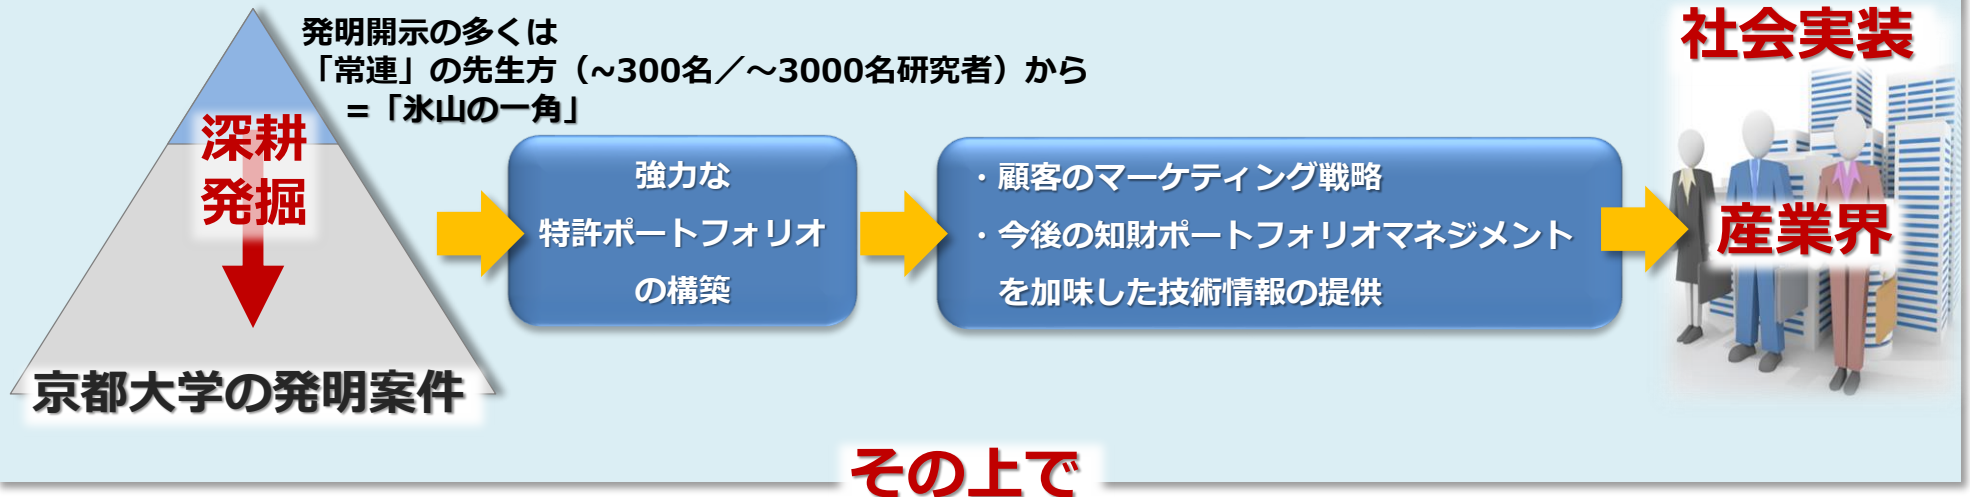 発明開示の多くは
「常連」の先生方（~300名／～3000名研究者）から
=「氷山の一角」
深耕
発掘
京都大学の発明案件
強力な
特許ポートフォリオ
の構築
・顧客のマーケティング戦略
・今後の知財ポートフォリオマネジメント
を加味した技術情報の提供
社会実装
産業界
その上で